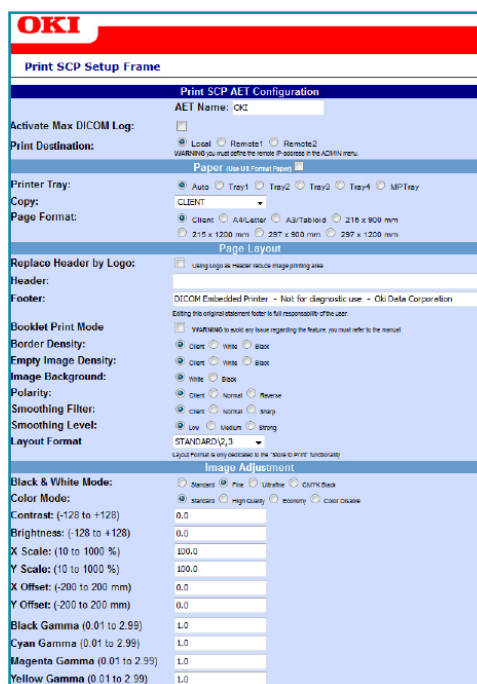 OKI
Print SCP Setup Frame
Print SCP AET Configuration
AET Name: OKI
Activate Max DICOM Log:
Print Destination: Local Remote1 Remote2
WARNING you must define the remote IP-address in the ADMIN menu.
Paper (Use US Format Paper)
Printer Tray: Auto Tray1 Tray2 Tray3 Tray4 MPTray
Copy: CLIENT
Page Format: Client A4/Letter A3/Tabloid 215 x 900 mm
215 x 1200 mm 297 x 900 mm 297 x 1200 mm
Page Layout
Replace Header by Logo: Using Logo as Header reduce image printing area
Header:
Footer: DICOM Embedded Printer - Not for diagnostic use - Oki Data Corporation
Editing this original statement footer is full responsability of the user.
Booklet Print Mode WARNING to avoid any issue regarding the feature, you must refer to the manual.
Border Density: Client White Black
Empty Image Density: Client White Black
Image Background: White Black
Polarity: Client Normal Reverse
Smoothing Filter: Client Normal Sharp
Smoothing Level: Low Medium Strong
Layout Format STANDARD\2,3
Layout Format is only dedicated to the "Store to Print" functionality
Image Adjustment
Black & White Mode: Standard Fine Ultrafine CMYK Black
Color Mode: Standard High Quality Economy Color Disable
Contrast: (-128 to +128) 0.0
Brightness: (-128 to +128) 0.0
X Scale: (10 to 1000 %) 100.0
Y Scale: (10 to 1000 %) 100.0
X Offset: (-200 to 200 mm) 0.0
Y Offset: (-200 to 200 mm) 0.0
Black Gamma (0.01 to 2.99) 1.0
Cyan Gamma (0.01 to 2.99) 1.0
Magenta Gamma (0.01 to 2.99) 1.0
Yellow Gamma (0.01 to 2.99) 1.0